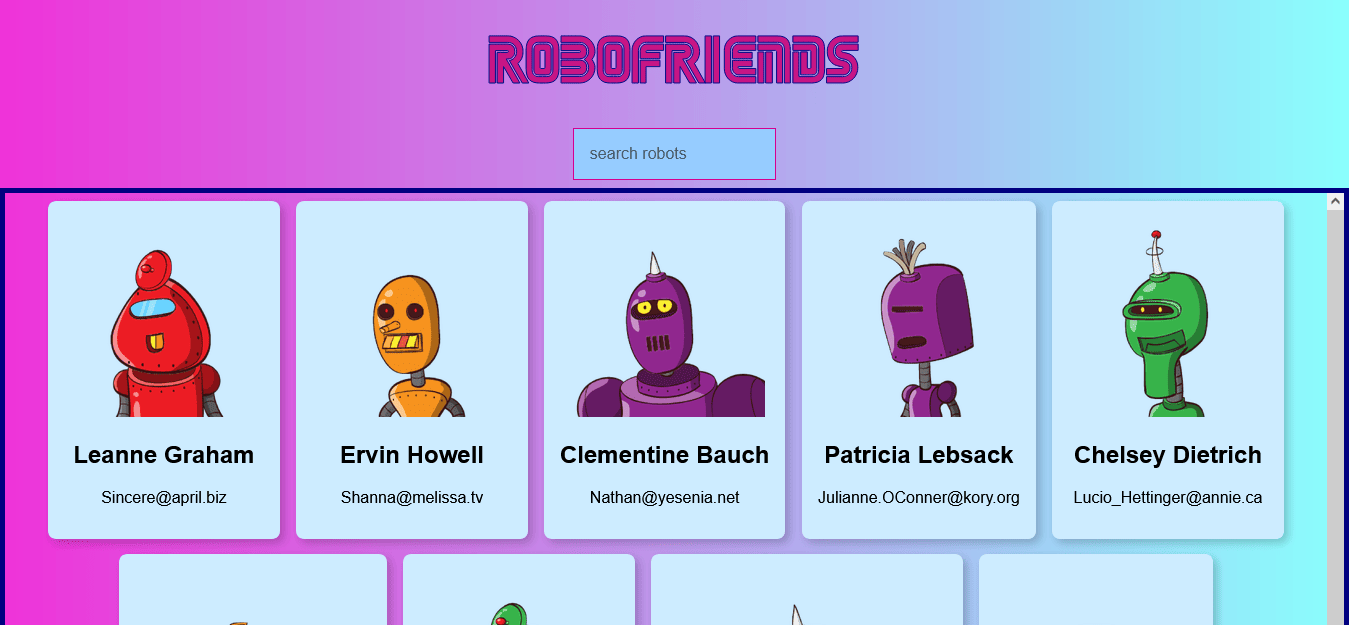 ROBOFRIENDS
search robots
Leanne Graham
Sincere@april.biz
Ervin Howell
Shanna@melissa.tv
Clementine Bauch
Nathan@yesenia.net
Patricia Lebsack
Julianne.OConner@kory.org
Chelsey Dietrich
Lucio_Hettinger@annie.ca